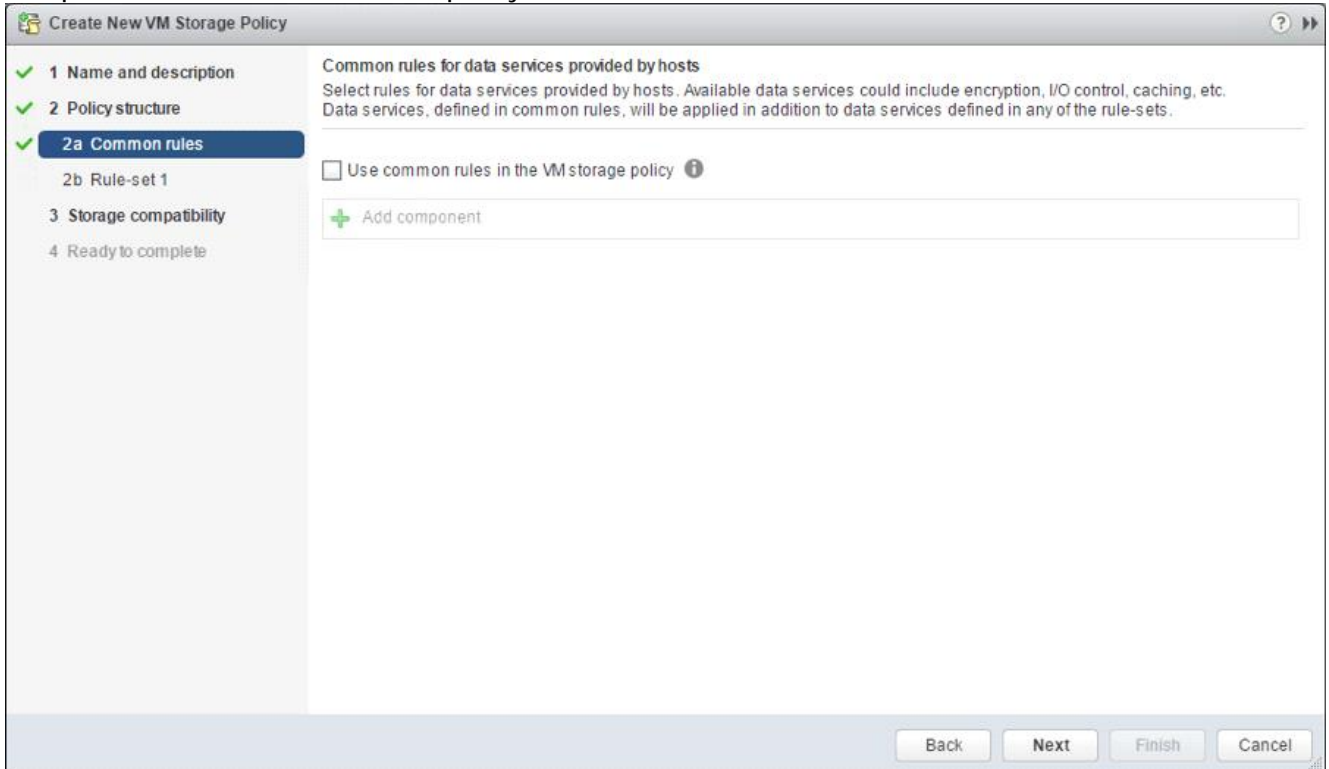 Create New VM Storage Policy
1 Name and description
2 Policy structure
2a Common rules
2b Rule-set 1
3 Storage compatibility
4 Ready to complete
Common rules for data services provided by hosts
Select rules for data services provided by hosts. Available data services could include encryption, I/O control, caching, etc.
Data services, defined in common rules, will be applied in addition to data services defined in any of the rule-sets.
Use common rules in the VM storage policy
Add component
Back
Next
Finish
Cancel